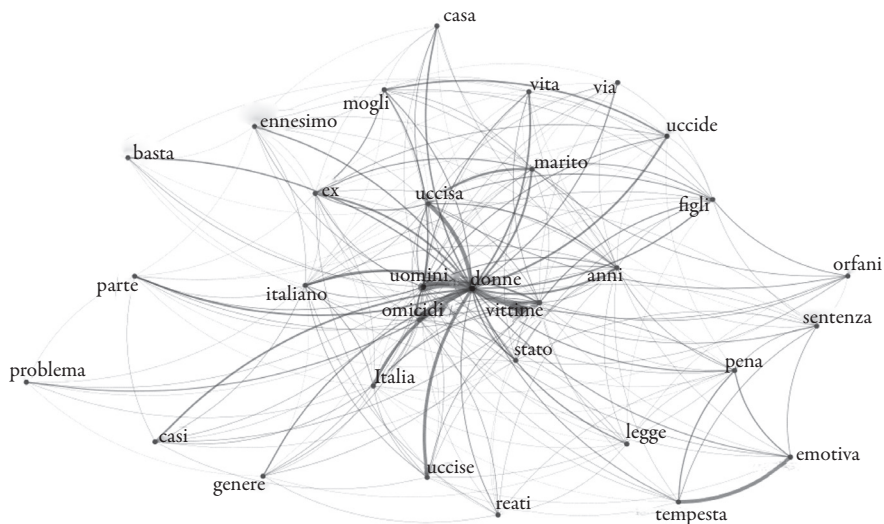 casa
mogli
vita
via
ennesimo
uccide
basta
marito
ex
uccisa
figli
orfani
parte
italiano
uomini
donne
anni
omicidi
vittime
sentenza
stato
problema
Italia
pena
casi
legge
emotiva
genere
uccise
reati
tempesta